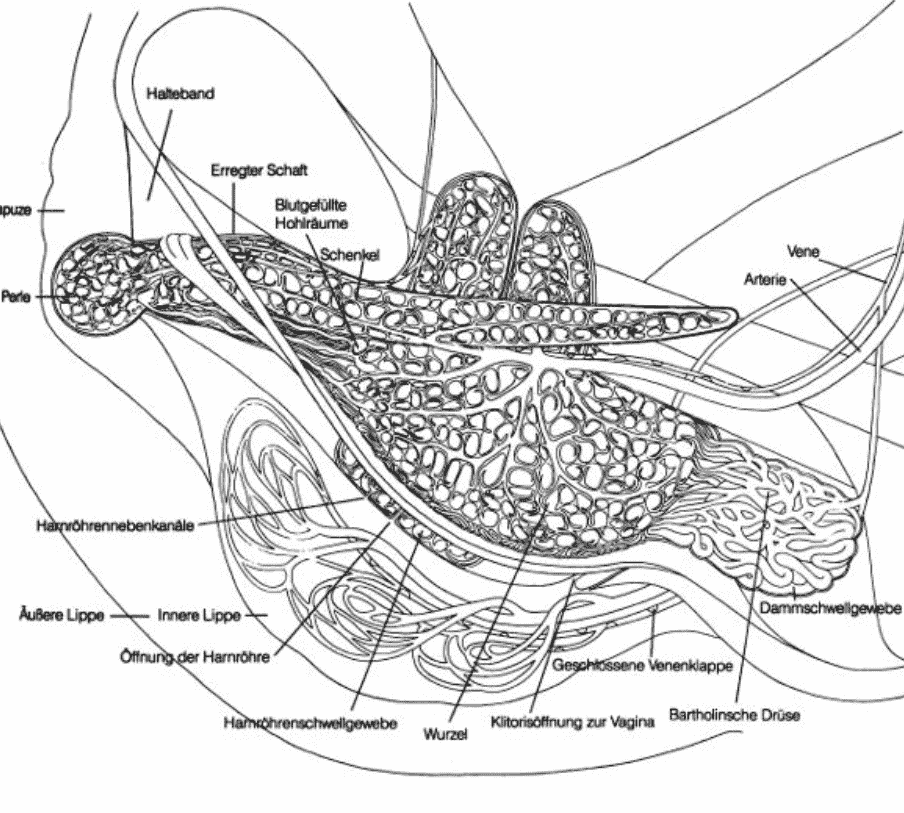 Halteband
Erregter Schaft
Blutgefüllte
Hohlräume
apuze
Schenkel
Vene
Arterie
Perle
Harnröhrennebenkanäle
Äußere Lippe
Innere Lippe
Dammschwellgewebe
Öffnung der Harnröhre
Geschlossene Venenklappe
Harnröhrenschwellgewebe
Wurzel
Klitorisöffnung zur Vagina
Bartholinsche Drüse